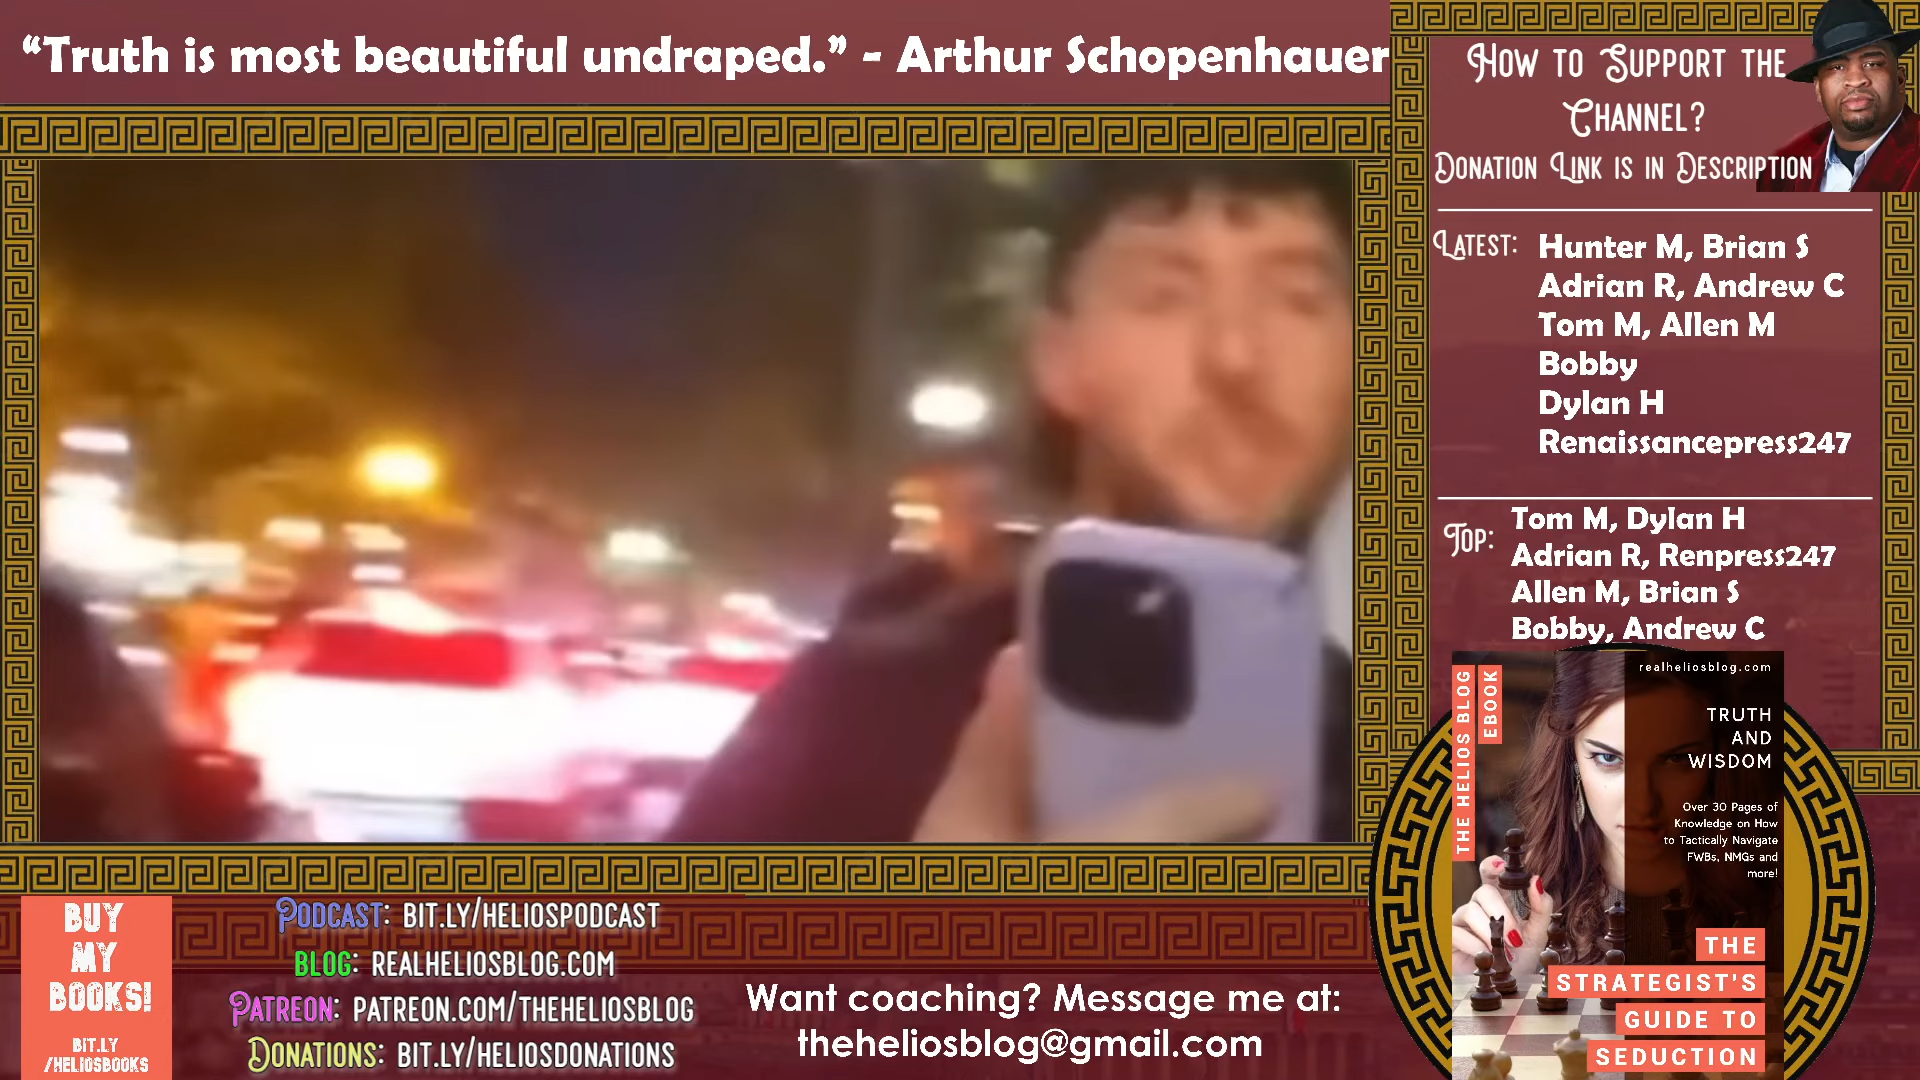 “Truth is most beautiful undraped.” - Arthur Schopenhauer
How to Support the
Channel?
Donation Link is in Description
Latest:
Hunter M, Brian S
Adrian R, Andrew C
Tom M, Allen M
Bobby
Dylan H
Renaissancepress247
Top:
Tom M, Dylan H
Adrian R, Renpress247
Allen M, Brian S
Bobby, Andrew C
THE HELIOS BLOG
EBOOK
realheliosblog.com
TRUTH
AND
WISDOM
Over 30 Pages of
Knowledge on How
to Tactically Navigate
FWBs, NMGs and
more!
THE
STRATEGIST'S
GUIDE TO
SEDUCTION
BUY
MY
BOOKS!
BIT.LY
/HELIOSBOOKS
Podcast: BIT.LY/HELIOSPODCAST
BLOG: REALHELIOSBLOG.COM
Patreon: PATREON.COM/THEHELIOSBLOG
Donations: BIT.LY/HELIOSDONATIONS
Want coaching? Message me at:
theheliosblog@gmail.com